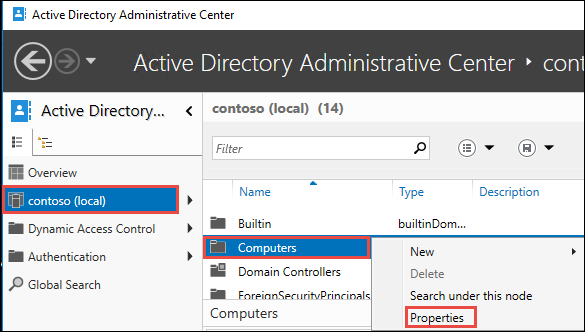 Active Directory Administrative Center
Active Directory Administrative Center • cont
Active Directory...
Overview
contoso (local)
Dynamic Access Control
Authentication
Global Search
contoso (local) (14)
Filter
Name Type Description
Builtin builtinDom...
Computers
Domain Controllers
ForeignSecurityPrincipals
Computers
New
Delete
Search under this node
Properties